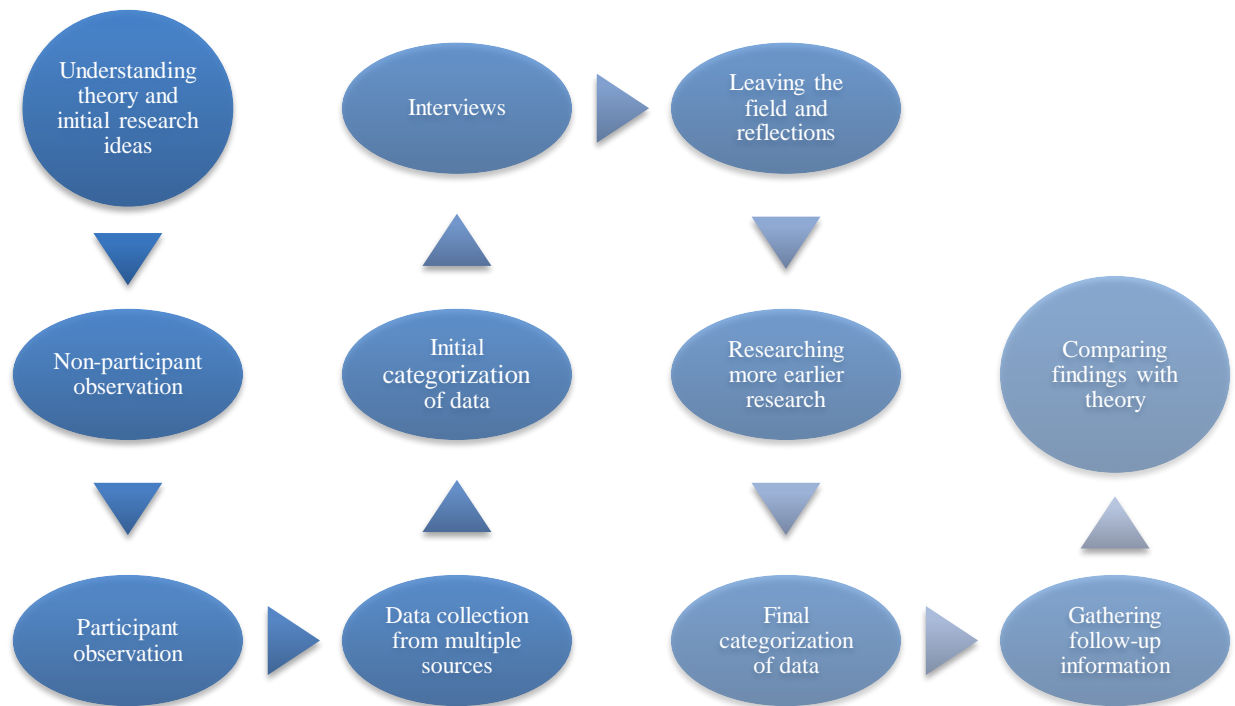 Understanding
theory and
initial research
ideas
Non-participant
observation
Participant
observation
Data collection
from multiple
sources
Initial
categorization
of data
Interviews
Leaving the
field and
reflections
Researching
more earlier
research
Final
categorization
of data
Gathering
follow-up
information
Comparing
findings with
theory